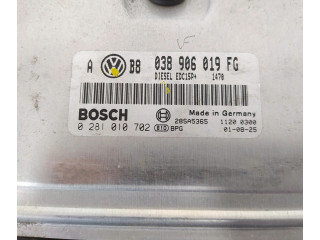 VF
A VW B8 038 906 019 FG
DIESEL EDC15P+ 1470
BOSCH
Made in Germany
28SA5365 1120 0300
0 281 010 702 BPG 01-08-25